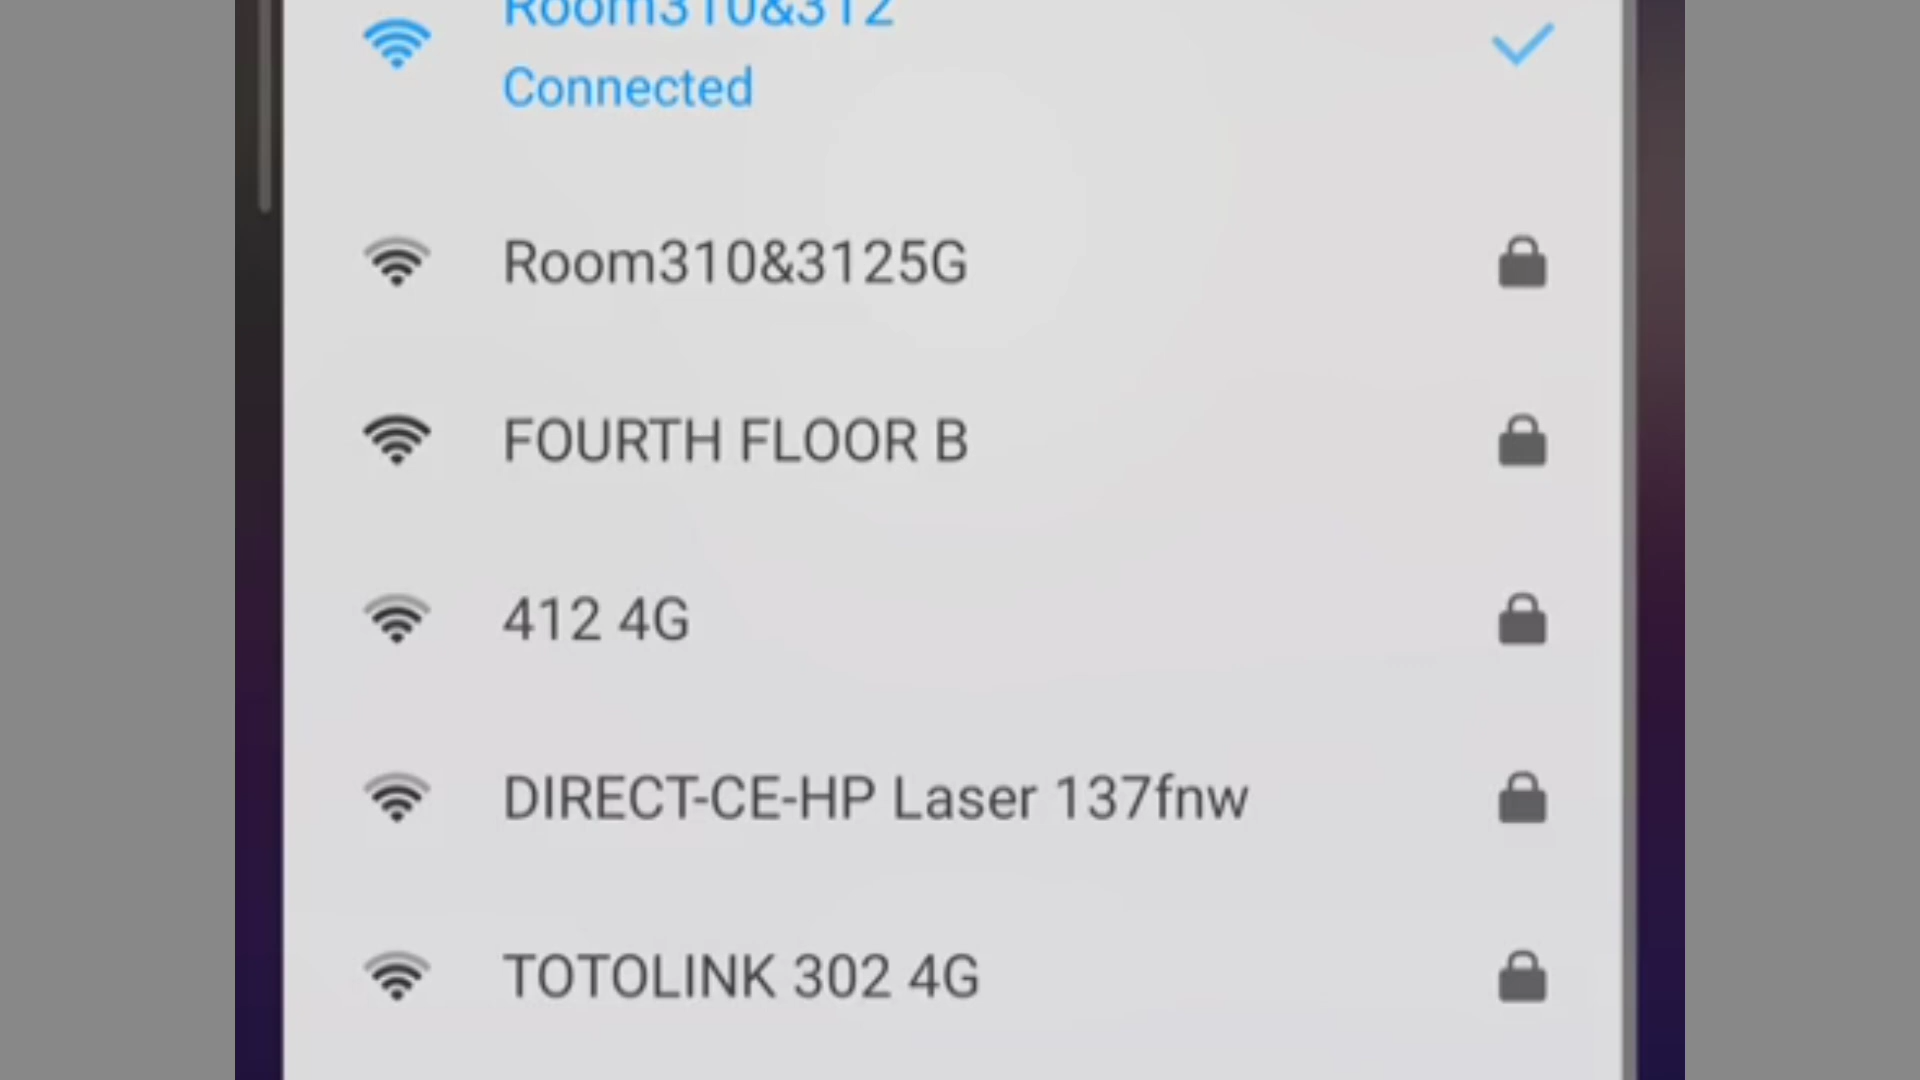 Room310&312
Connected
Room310&3125G
FOURTH FLOOR B
412 4G
DIRECT-CE-HP Laser 137fnw
TOTOLINK 302 4G